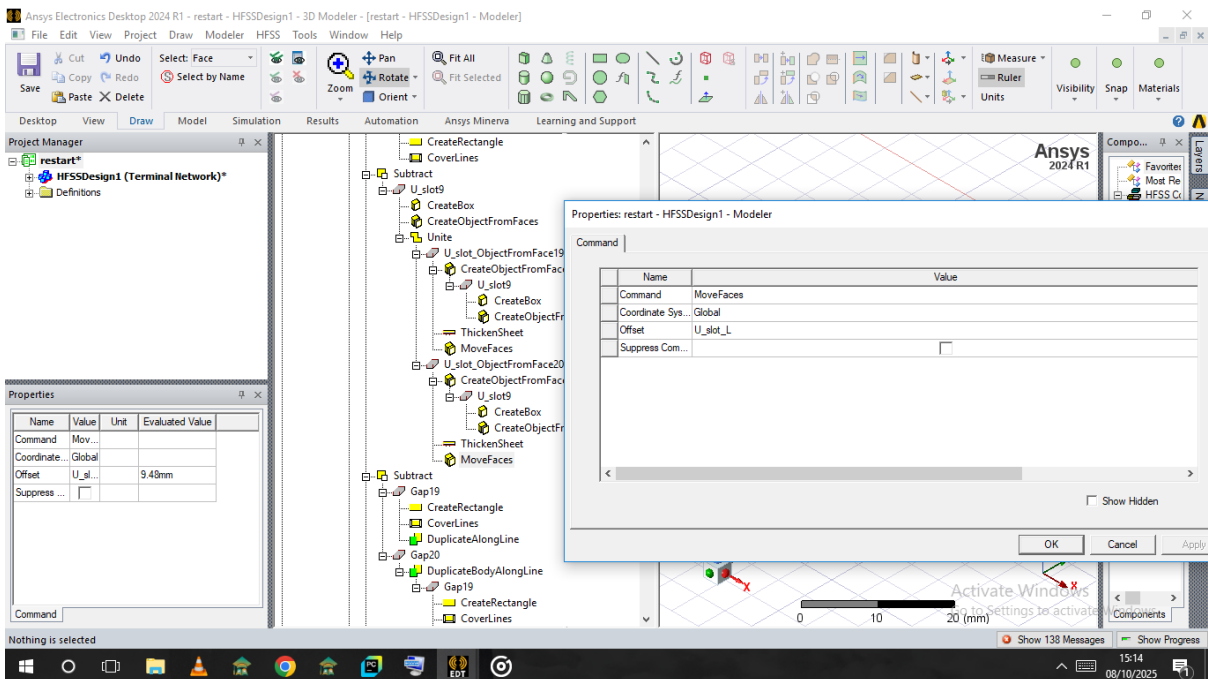 Ansys Electronics Desktop 2024 R1 - restart - HFSSDesign1 - 3D Modeler - [restart - HFSSDesign1 - Modeler]
File Edit View Project Draw Modeler HFSS Tools Window Help
Save
Cut
Undo
Copy
Redo
Paste
Delete
Select: Face
Select by Name
Zoom
Pan
Rotate
Orient
Fit All
Fit Selected
Measure
Ruler
Units
Visibility
Snap
Materials
Desktop View Draw Model Simulation Results Automation Ansys Minerva Learning and Support
Project Manager
restart*
HFSSDesign1 (Terminal Network)*
Definitions
CreateRectangle
CoverLines
Subtract
U_slot9
CreateBox
CreateObjectFromFaces
Unite
U_slot_ObjectFromFace19
CreateObjectFromFac
U_slot9
CreateBox
CreateObjectFr
ThickenSheet
MoveFaces
U_slot_ObjectFromFace20
CreateObjectFromFac
U_slot9
CreateBox
CreateObjectFr
ThickenSheet
MoveFaces
Subtract
Gap19
CreateRectangle
CoverLines
DuplicateAlongLine
Gap20
DuplicateBodyAlongLine
Gap19
CreateRectangle
CoverLines
Ansys
2024 R1
Compo...
Favorites
Most Re
HFSS Cc
Layers
Properties: restart - HFSSDesign1 - Modeler
Command
Name Value
Command MoveFaces
Coordinate Sys... Global
Offset U_slot_L
Suppress Com...
Show Hidden
OK Cancel Apply
Properties
Name Value Unit Evaluated Value
Command Mov...
Coordinate... Global
Offset U_sl... 9.48mm
Suppress ...
Command
X
X
0 10 20 (mm)
Activate Windows
Go to Settings to activate Windows.
Components
Nothing is selected
Show 138 Messages
Show Progress
PC
EDT
15:14
08/10/2025
1